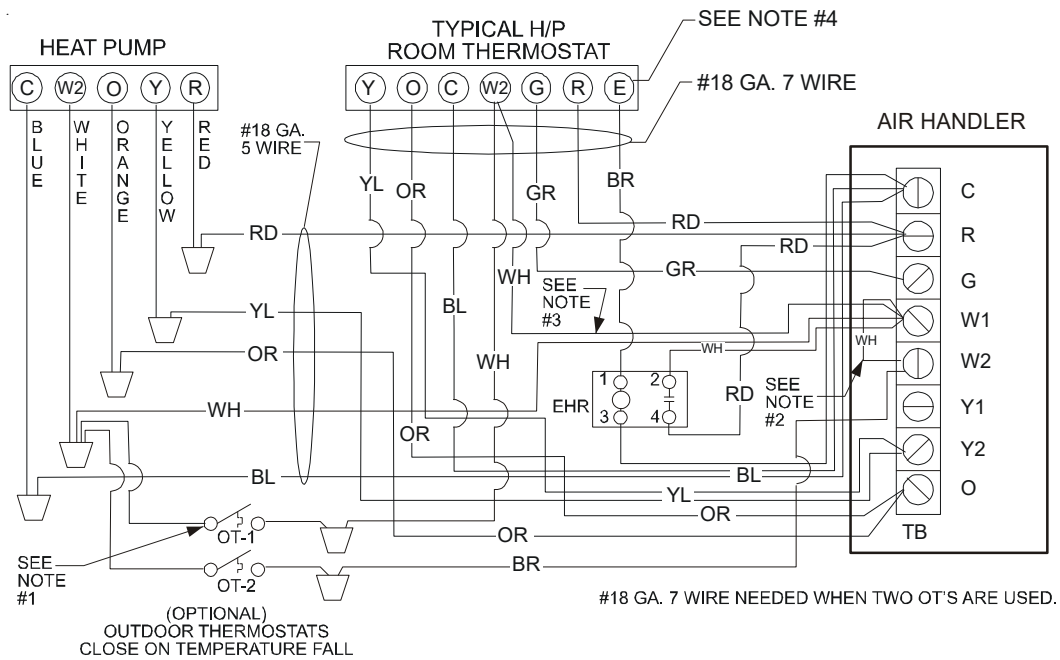 SEE NOTE #4
TYPICAL H/P
ROOM THERMOSTAT
HEAT PUMP
C W2 O Y R
Y O C W2 G R E
#18 GA. 7 WIRE
BLUE
WHITE
ORANGE
YELLOW
RED
#18 GA.
5 WIRE
AIR HANDLER
YL
OR
GR
BR
C
RD
RD
RD
R
GR
G
WH
SEE
NOTE
#3
BL
YL
W1
WH
WH
OR
WH
W2
1 2
EHR
3 4
RD
SEE
NOTE
#2
Y1
WH
OR
Y2
BL
BL
YL
O
OR
OT-1
OR
TB
SEE
NOTE
#1
OT-2
BR
#18 GA. 7 WIRE NEEDED WHEN TWO OT'S ARE USED.
(OPTIONAL)
OUTDOOR THERMOSTATS
CLOSE ON TEMPERATURE FALL